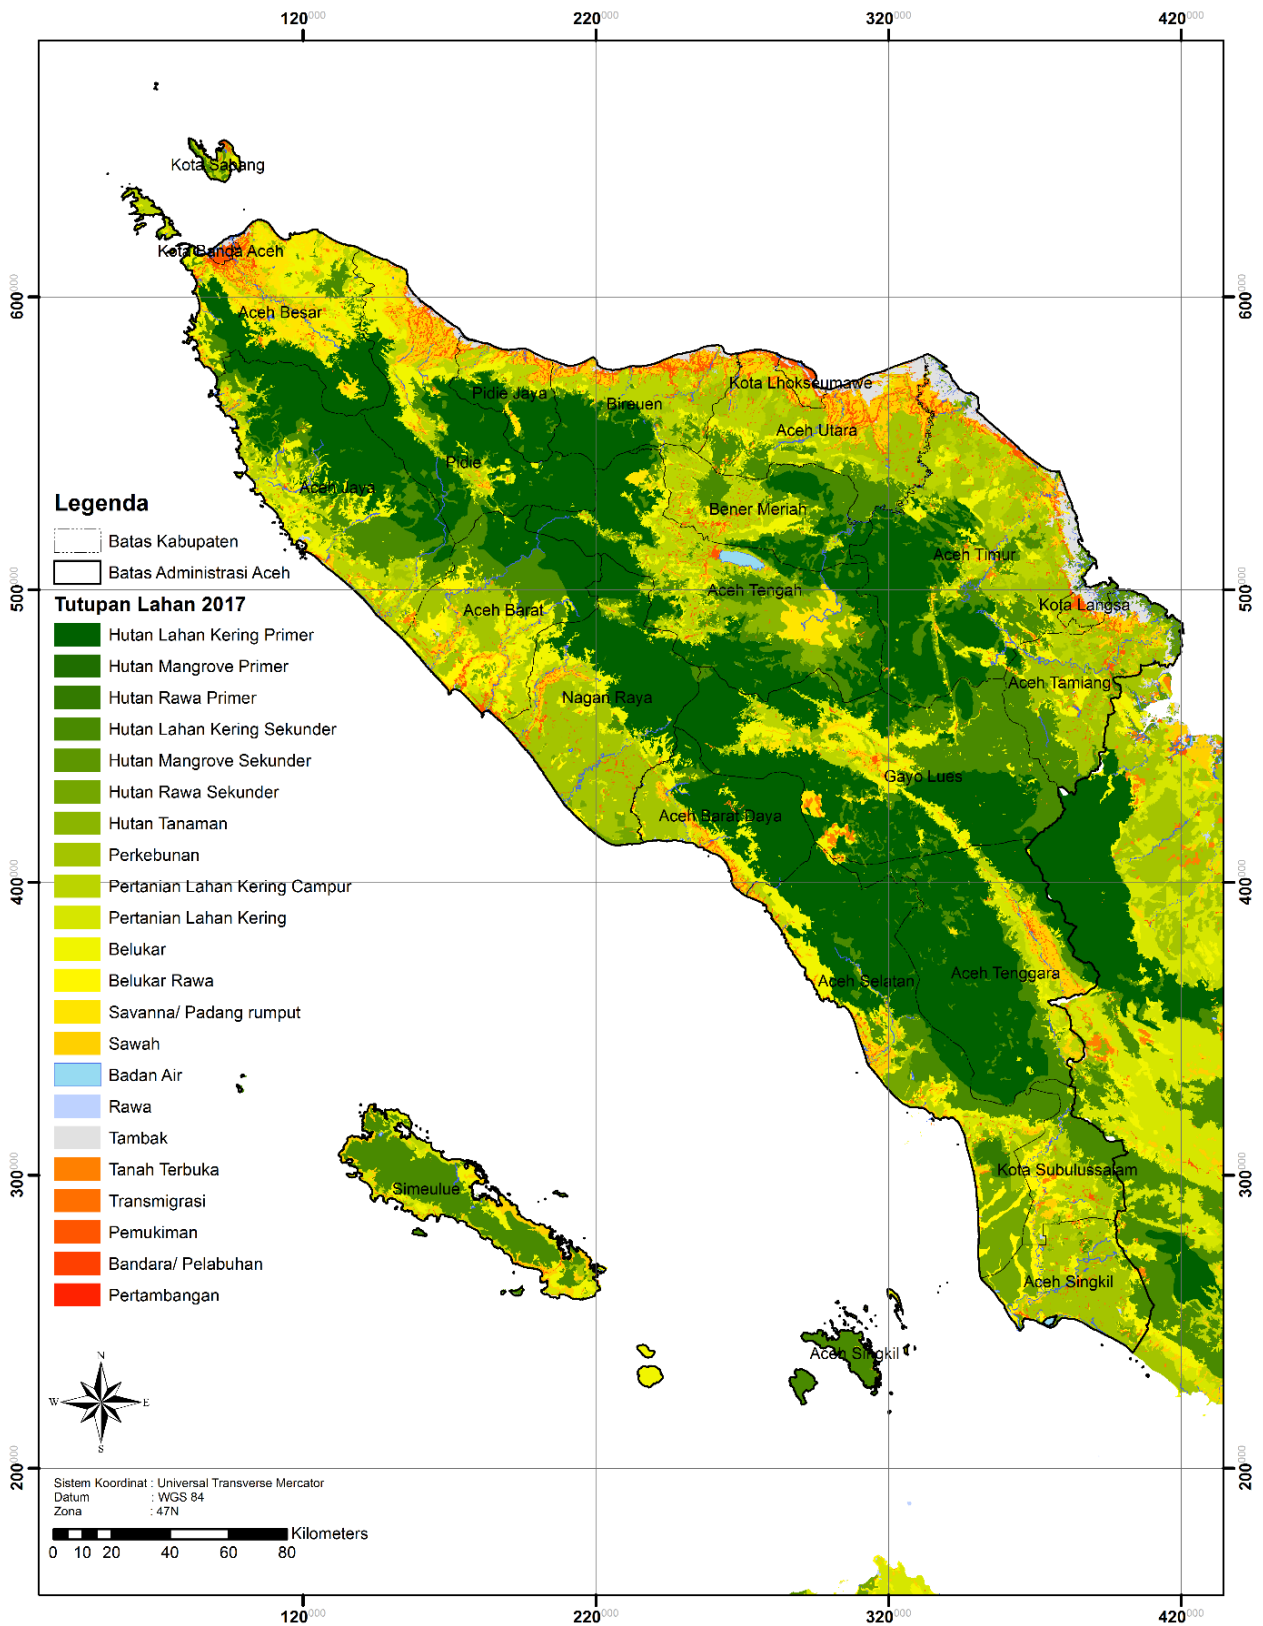 120000 220000 320000 420000
Kota Sabang
Kota Banda Aceh
600000 600000
Aceh Besar
Pidie Jaya
Kota Lhokseumawe
Bireuen
Aceh Utara
Pidie
Aceh Jaya
Bener Meriah
Aceh Timur
500000 500000
Aceh Tengah
Kota Langsa
Aceh Barat
Aceh Tamiang
Nagan Raya
Gayo Lues
Aceh Barat Daya
400000 400000
Aceh Tenggara
Aceh Selatan
Kota Subulussalam
300000 300000
Simeulue
Aceh Singkil
Aceh Singkil
200000 200000
Legenda
Batas Kabupaten
Batas Administrasi Aceh
Tutupan Lahan 2017
Hutan Lahan Kering Primer
Hutan Mangrove Primer
Hutan Rawa Primer
Hutan Lahan Kering Sekunder
Hutan Mangrove Sekunder
Hutan Rawa Sekunder
Hutan Tanaman
Perkebunan
Pertanian Lahan Kering Campur
Pertanian Lahan Kering
Belukar
Belukar Rawa
Savanna/ Padang rumput
Sawah
Badan Air
Rawa
Tambak
Tanah Terbuka
Transmigrasi
Pemukiman
Bandara/ Pelabuhan
Pertambangan
N
W E
S
Sistem Koordinat : Universal Transverse Mercator
Datum : WGS 84
Zona : 47N
Kilometers
0 10 20 40 60 80
120000 220000 320000 420000